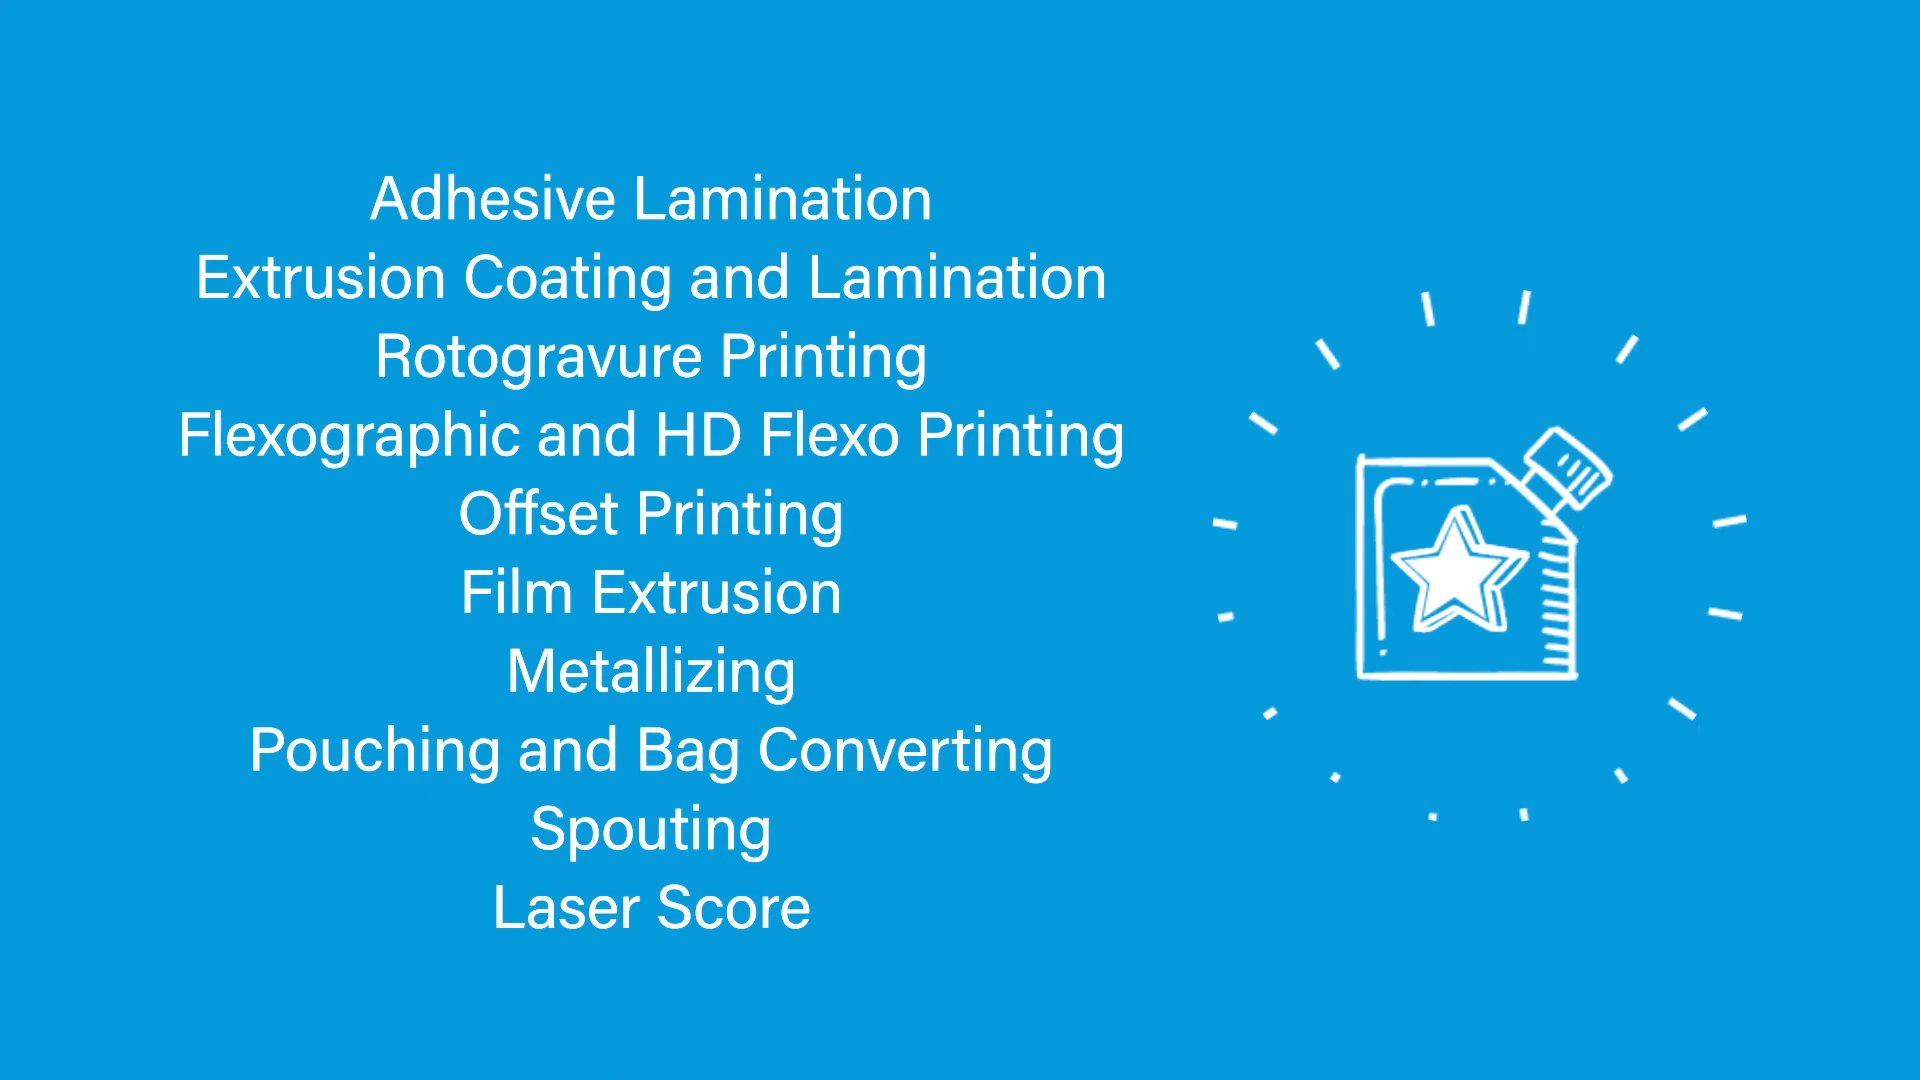 Adhesive Lamination
Extrusion Coating and Lamination
Rotogravure Printing
Flexographic and HD Flexo Printing
Offset Printing
Film Extrusion
Metallizing
Pouching and Bag Converting
Spouting
Laser Score